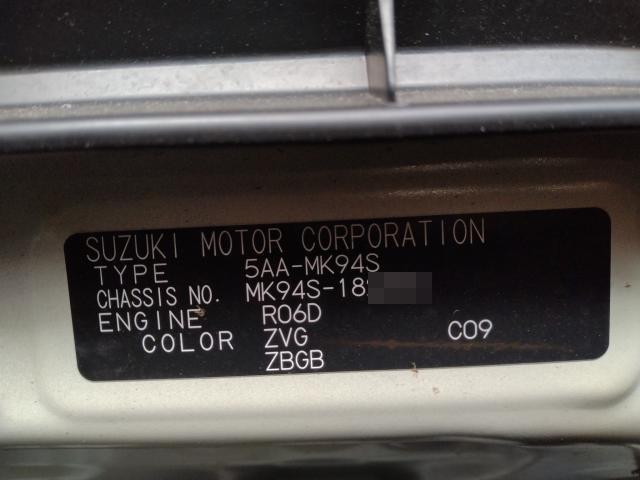 SUZUKI MOTOR CORPORATION
TYPE 5AA-MK94S
CHASSIS NO. MK94S-18
ENGINE R06D
COLOR ZVG C09
ZBGB